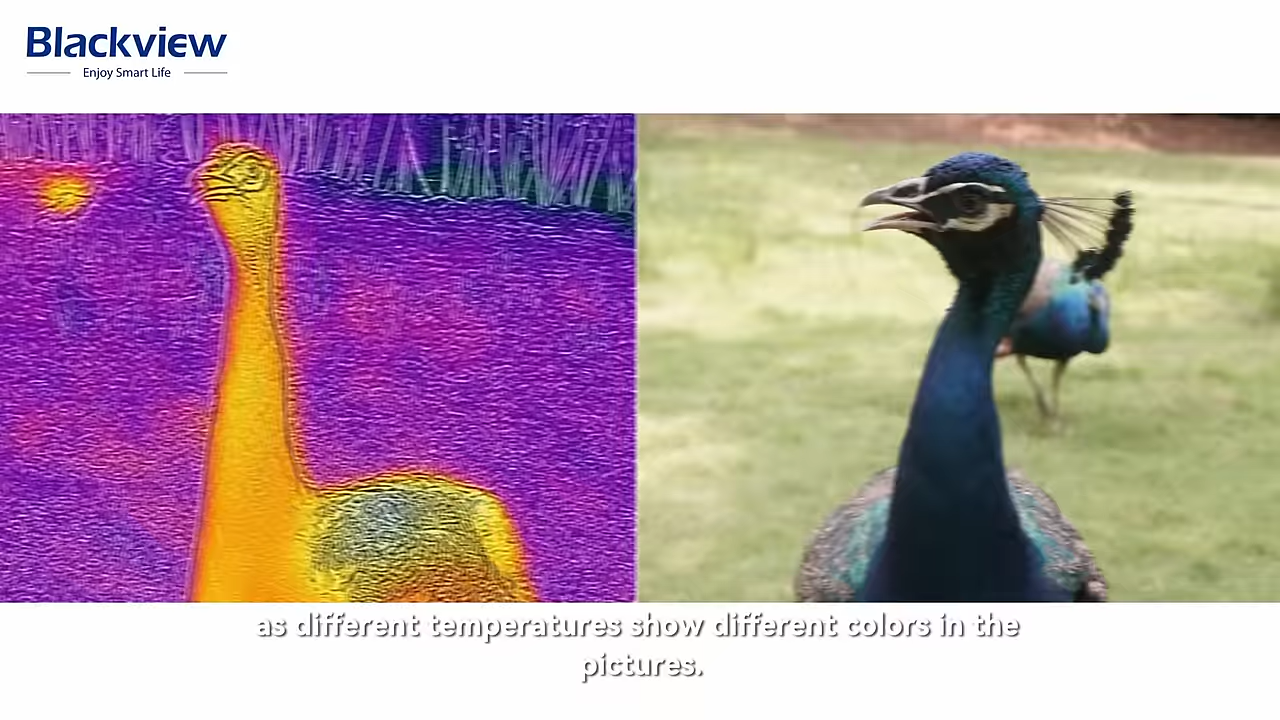 Blackview
Enjoy Smart Life
as different temperatures show different colors in the
pictures.